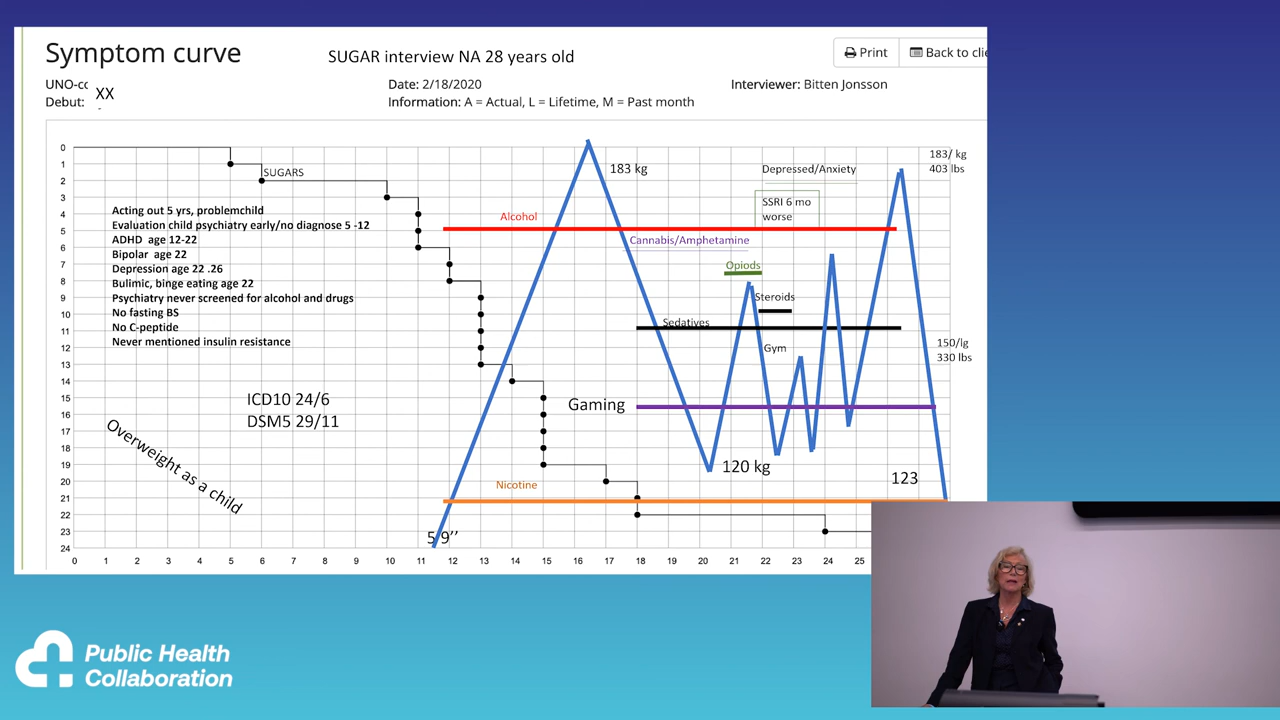 Symptom curve
SUGAR interview NA 28 years old
Print
Back to clie
UNO-co
XX
Debut:
Date: 2/18/2020
Information: A = Actual, L = Lifetime, M = Past month
Interviewer: Bitten Jonsson
0
1
2
3
4
5
6
7
8
9
10
11
12
13
14
15
16
17
18
19
20
21
22
23
24
SUGARS
Acting out 5 yrs, problemchild
Evaluation child psychiatry early/no diagnose 5 -12
ADHD age 12-22
Bipolar age 22
Depression age 22 .26
Bulimic, binge eating age 22
Psychiatry never screened for alcohol and drugs
No fasting BS
No C-peptide
Never mentioned insulin resistance
ICD10 24/6
DSM5 29/11
Overweight as a child
Alcohol
183 kg
Cannabis/Amphetamine
Opiods
Depressed/Anxiety
SSRI 6 mo
worse
Steroids
Sedatives
Gym
Gaming
120 kg
Nicotine
5'9’’
183/ kg
403 lbs
150/lg
330 lbs
123
0 1 2 3 4 5 6 7 8 9 10 11 12 13 14 15 16 17 18 19 20 21 22 23 24 25
Public Health
Collaboration